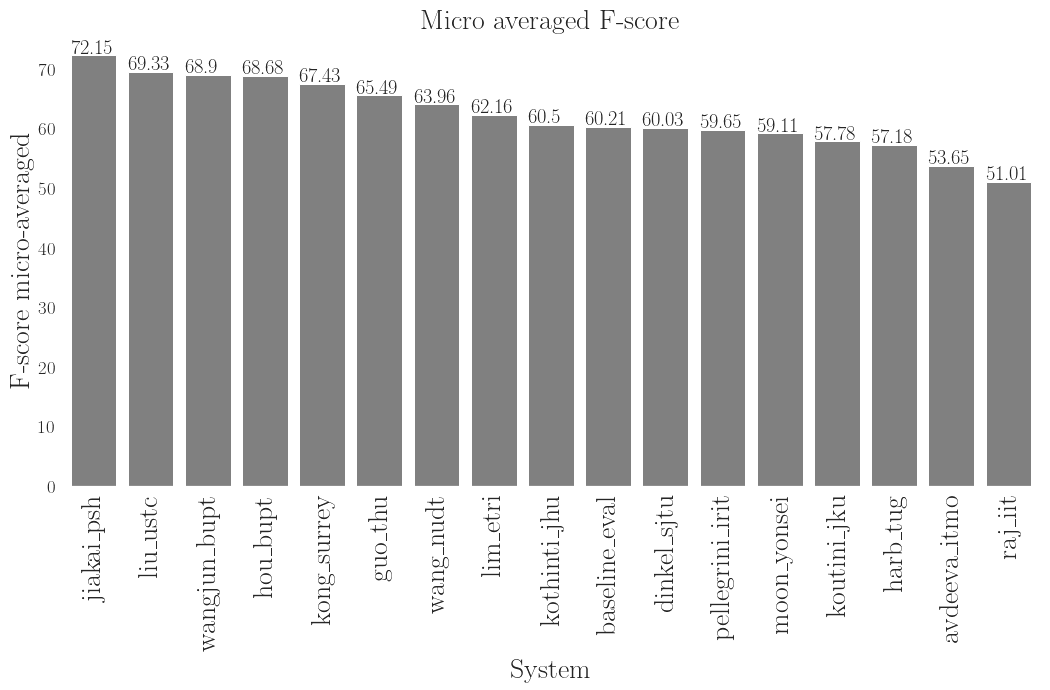 Micro averaged F-score
72.15
69.33
68.9
68.68
67.43
65.49
63.96
62.16
60.5
60.21
60.03
59.65
59.11
57.78
57.18
53.65
51.01
F-score micro-averaged
70
60
50
40
30
20
10
0
jiakai_psh
liu_ustc
wangjun_bupt
hou_bupt
kong_surrey
guo_thu
wang_nudt
lim_etri
kothinti_jhu
baseline_eval
dinkel_sjtu
pellegrini_irit
moon_yonsei
koutini_jku
harb_tug
avdeeva_itmo
raj_iit
System